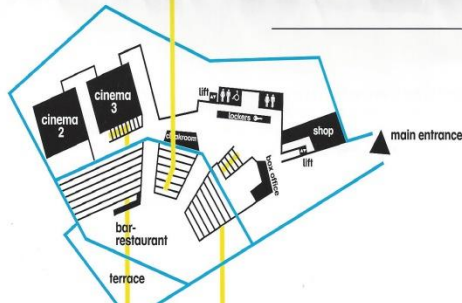 cinema
3
cinema
2
lift
lockers
cloakroom
shop
main entrance
lift
box office
bar-
restaurant
terrace